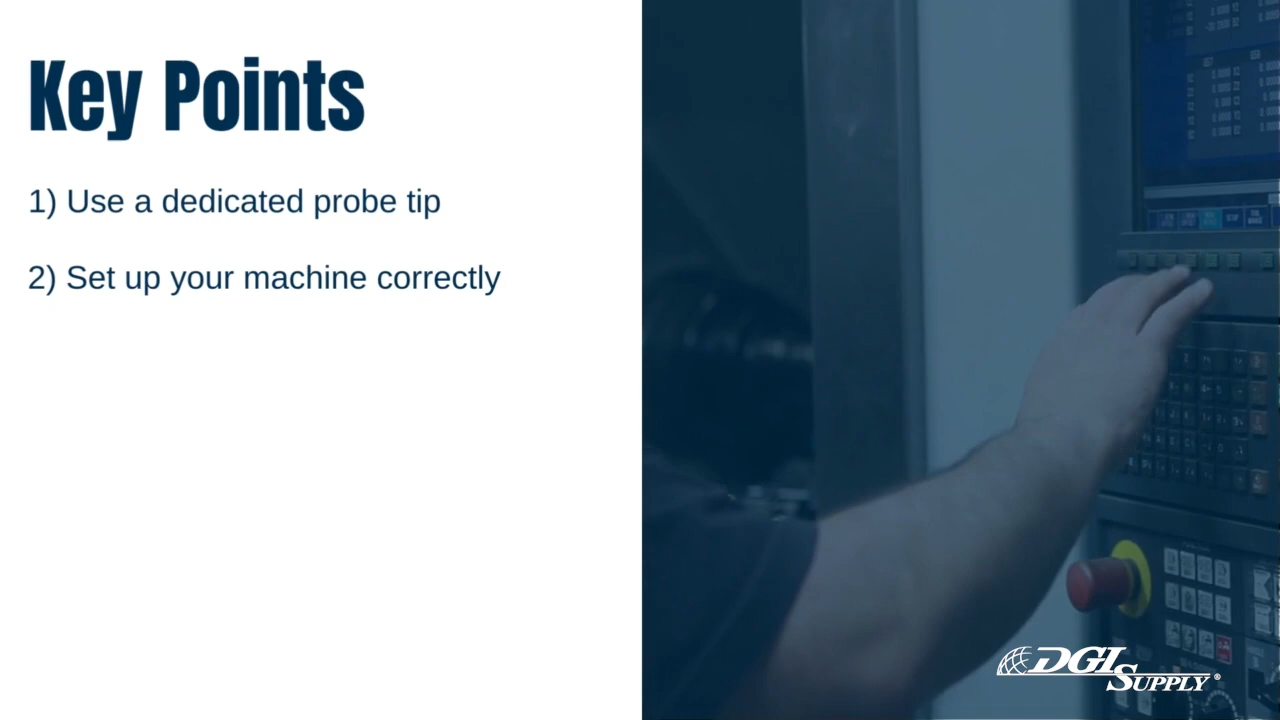 Key Points
1) Use a dedicated probe tip
2) Set up your machine correctly
DGI SUPPLY®